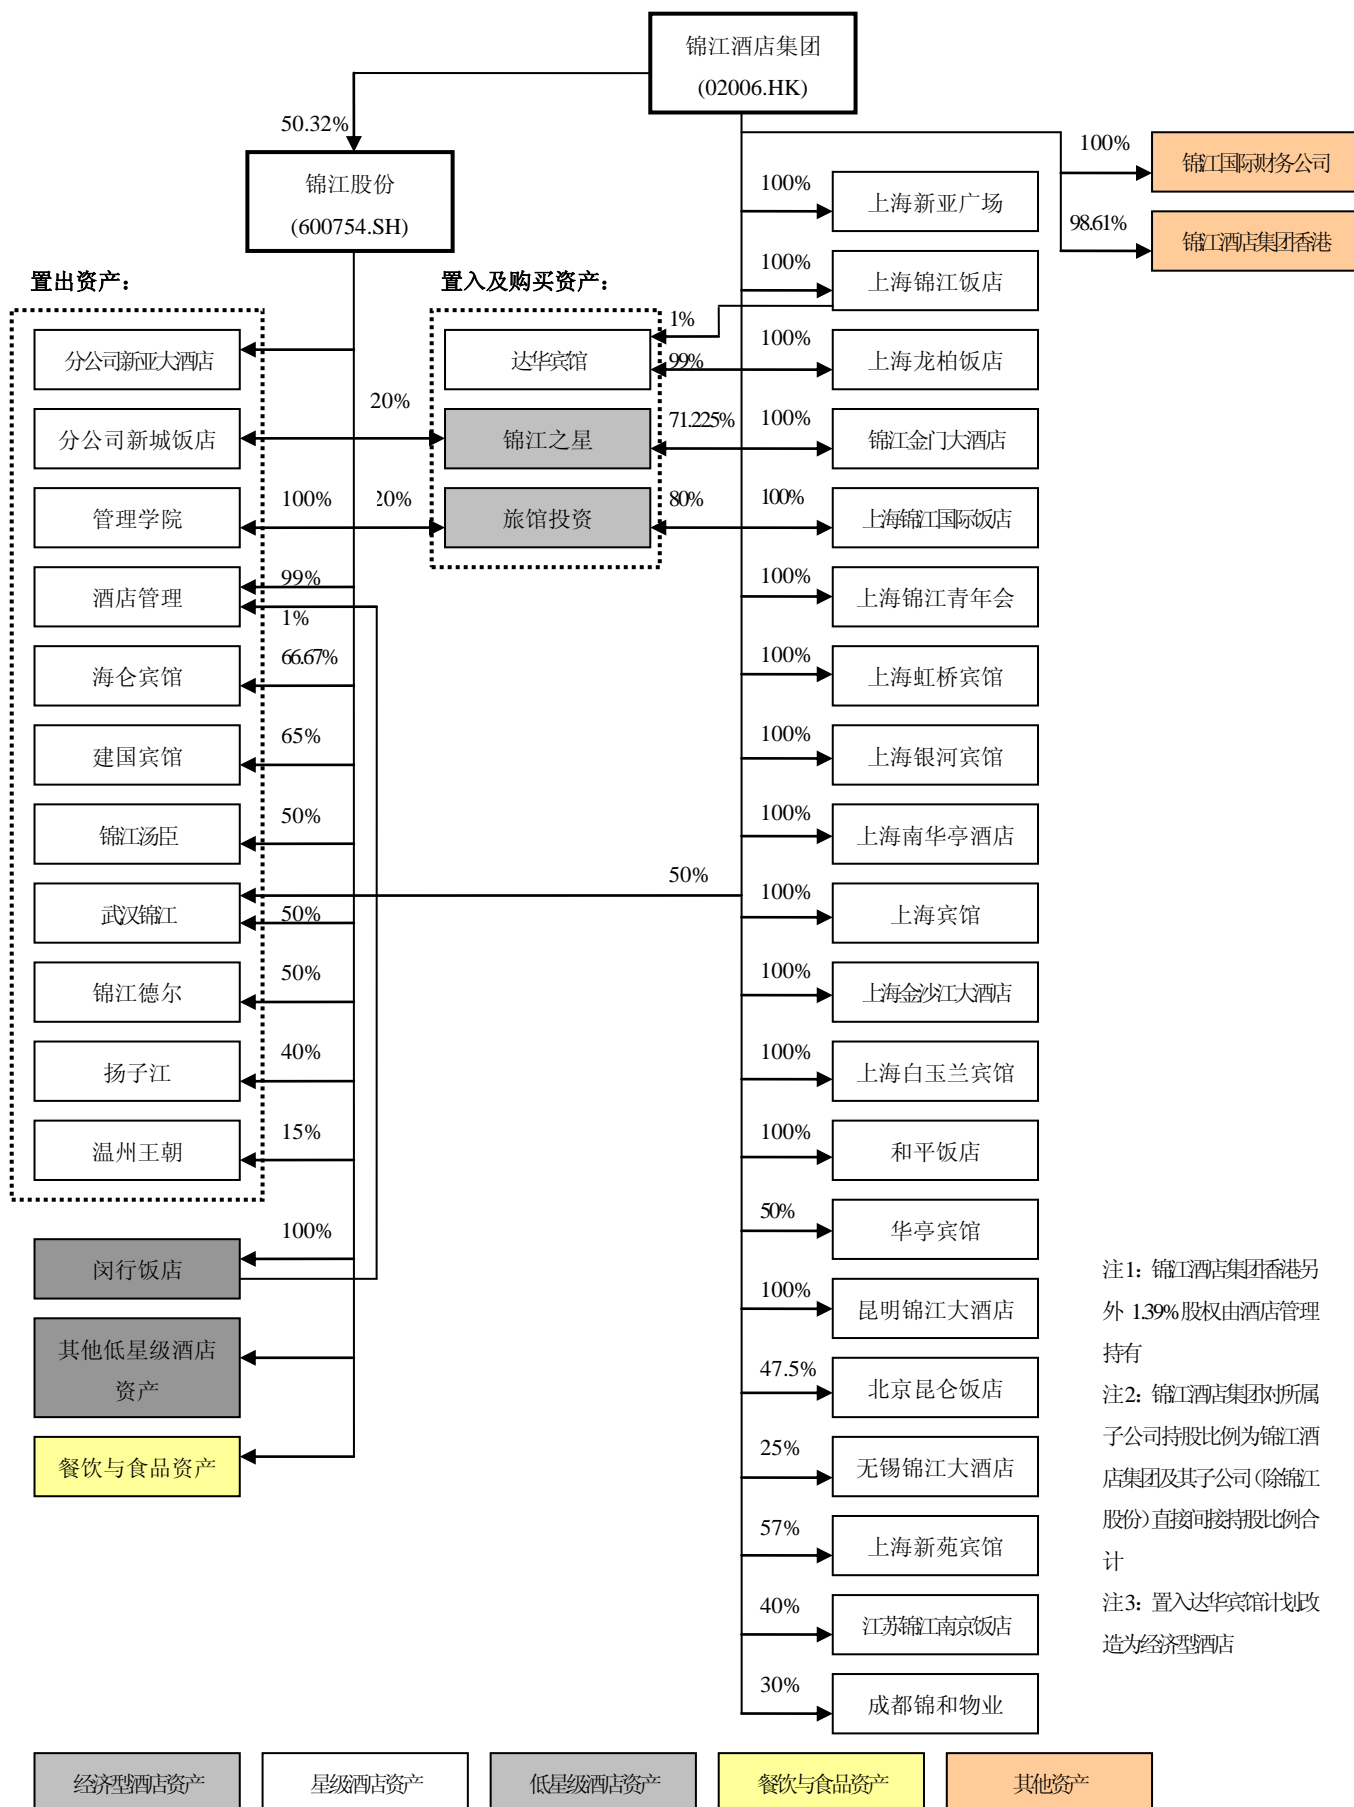 锦江酒店集团
(02006.HK)
50.32%
锦江股份
(600754.SH)
100%
锦江国际财务公司
98.61%
锦江酒店集团香港
置出资产：
置入及购买资产：
100%
上海新亚广场
100%
上海锦江饭店
分公司新亚大酒店
1%
达华宾馆
99%
100%
上海龙柏饭店
分公司新城饭店
20%
锦江之星
71.225%
100%
锦江金门大酒店
管理学院
100%
20%
旅馆投资
80%
100%
上海锦江国际饭店
酒店管理
99%
1%
100%
上海锦江青年会
海仑宾馆
66.67%
100%
上海虹桥宾馆
建国宾馆
65%
100%
上海银河宾馆
锦江汤臣
50%
100%
上海南华亭酒店
武汉锦江
50%
50%
100%
上海宾馆
锦江德尔
50%
100%
上海金沙江大酒店
扬子江
40%
100%
上海白玉兰宾馆
温州王朝
15%
100%
和平饭店
闵行饭店
100%
50%
华亭宾馆
100%
昆明锦江大酒店
其他低星级酒店
资产
47.5%
北京昆仑饭店
餐饮与食品资产
25%
无锡锦江大酒店
57%
上海新苑宾馆
40%
江苏锦江南京饭店
30%
成都锦和物业
注1：锦江酒店集团香港另
外 1.39%股权由酒店管理
持有
注2：锦江酒店集团对所属
子公司持股比例为锦江酒
店集团及其子公司（除锦江
股份）直接间接持股比例合
计
注3：置入达华宾馆计划改
造为经济型酒店
经济型酒店资产
星级酒店资产
低星级酒店资产
餐饮与食品资产
其他资产